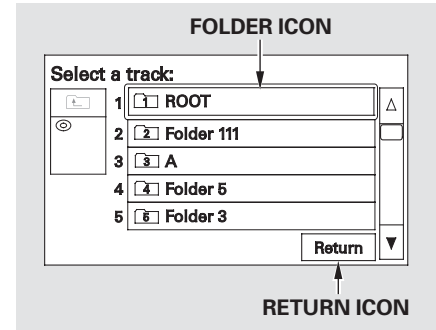 FOLDER ICON
Select a track:
1 1 ROOT
2 2 Folder 111
3 3 A
4 4 Folder 5
5 5 Folder 3
Return
RETURN ICON